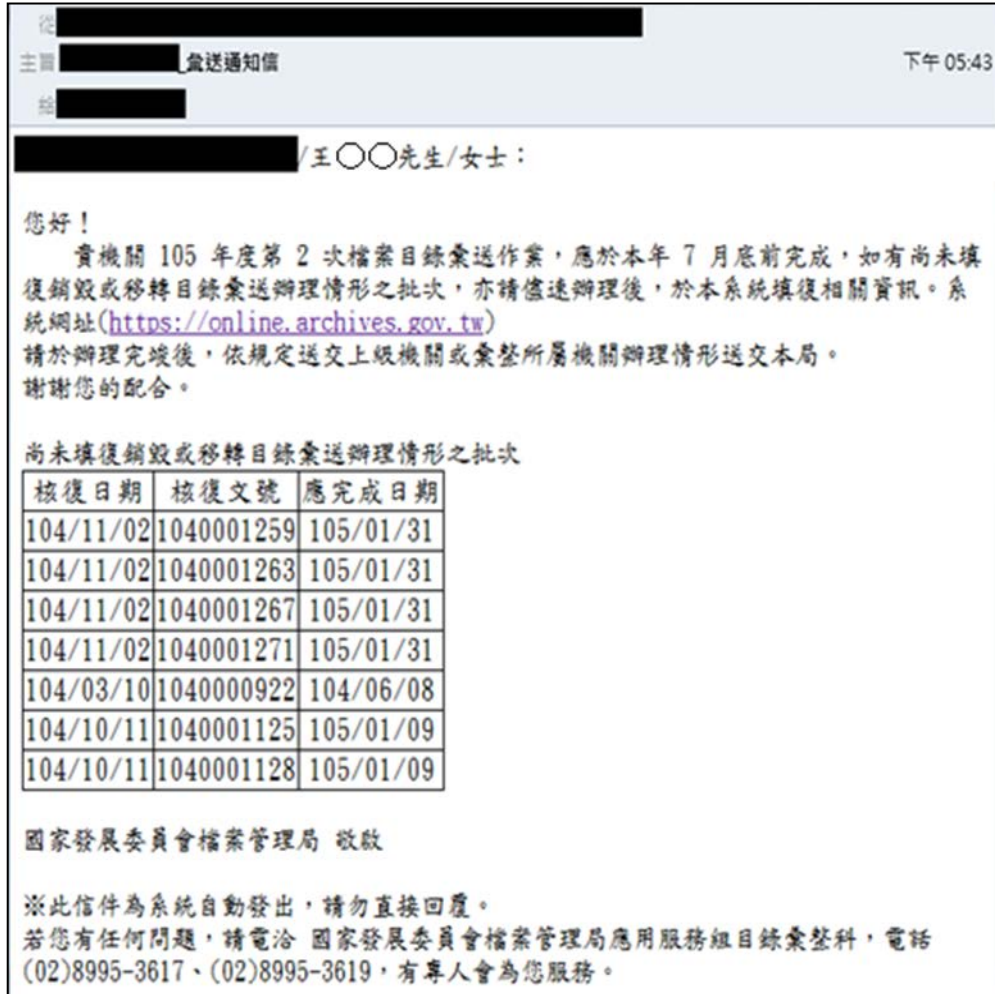 從
主旨 _彙送通知信 下午 05:43
給
/王○○先生/女士：
您好！
貴機關 105 年度第 2 次檔案目錄彙送作業，應於本年 7 月底前完成，如有尚未填
復銷毀或移轉目錄彙送辦理情形之批次，亦請儘速辦理後，於本系統填復相關資訊。系
統網址(https://online.archives.gov.tw)
請於辦理完竣後，依規定送交上級機關或彙整所屬機關辦理情形送交本局。
謝謝您的配合。
尚未填復銷毀或移轉目錄彙送辦理情形之批次
核復日期 核復文號 應完成日期
104/11/02 1040001259 105/01/31
104/11/02 1040001263 105/01/31
104/11/02 1040001267 105/01/31
104/11/02 1040001271 105/01/31
104/03/10 1040000922 104/06/08
104/10/11 1040001125 105/01/09
104/10/11 1040001128 105/01/09
國家發展委員會檔案管理局 敬啟
※此信件為系統自動發出，請勿直接回覆。
若您有任何問題，請電洽 國家發展委員會檔案管理局應用服務組目錄彙整科，電話
(02)8995-3617、(02)8995-3619，有專人會為您服務。